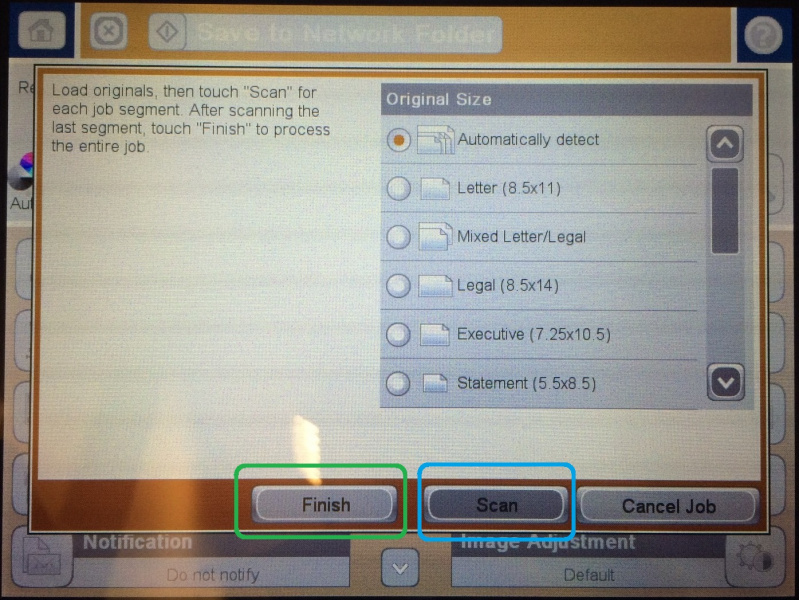 Save to Network Folder
?
Re
Load originals, then touch "Scan" for
each job segment. After scanning the
last segment, touch "Finish" to process
the entire job.
Original Size
Automatically detect
Letter (8.5x11)
Mixed Letter/Legal
Legal (8.5x14)
Executive (7.25x10.5)
Statement (5.5x8.5)
Aut
Finish
Scan
Cancel Job
Notification
Do not notify
Image Adjustment
Default